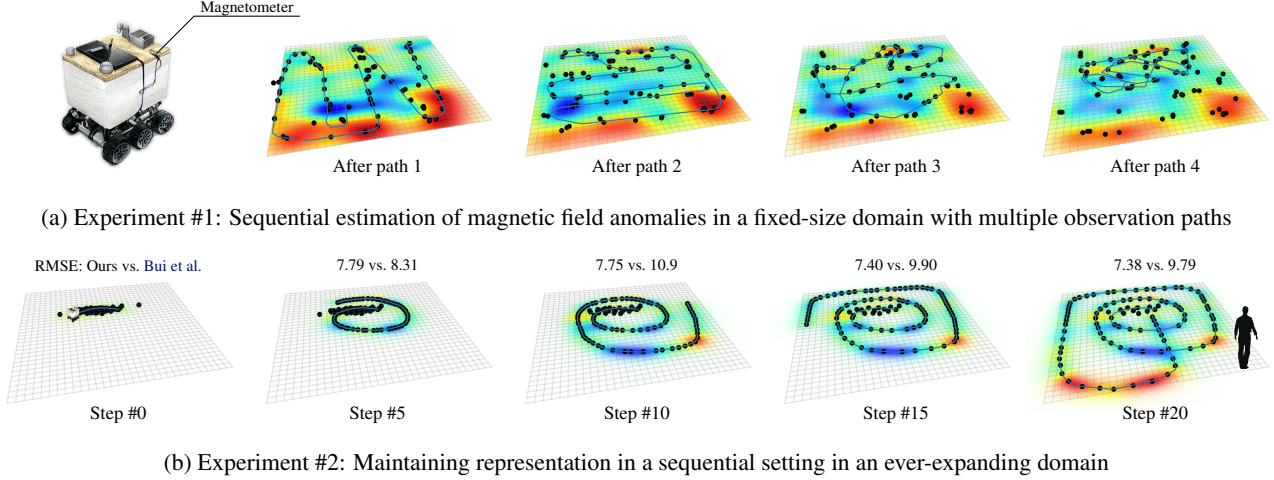 Magnetometer
After path 1
After path 2
After path 3
After path 4
(a) Experiment #1: Sequential estimation of magnetic field anomalies in a fixed-size domain with multiple observation paths
RMSE: Ours vs. Bui et al.
7.79 vs. 8.31
7.75 vs. 10.9
7.40 vs. 9.90
7.38 vs. 9.79
Step #0
Step #5
Step #10
Step #15
Step #20
(b) Experiment #2: Maintaining representation in a sequential setting in an ever-expanding domain